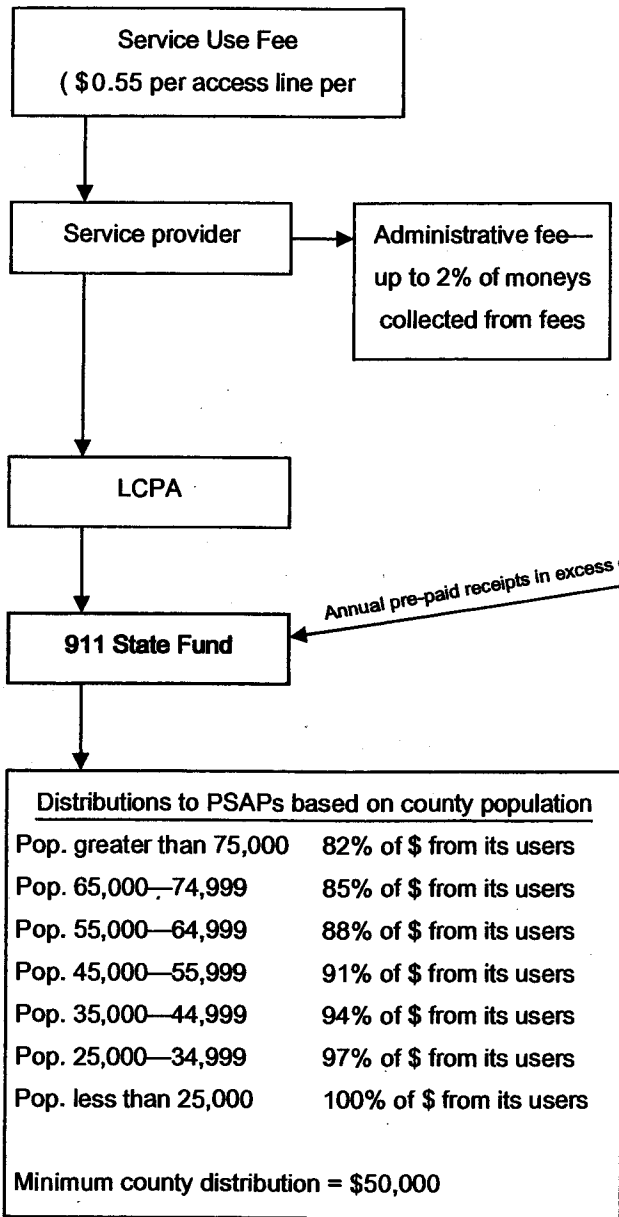 Service Use Fee
( $0.55 per access line per
Service provider
Administrative fee—
up to 2% of moneys
collected from fees
LCPA
Annual pre-paid receipts in excess
911 State Fund
Distributions to PSAPs based on county population
Pop. greater than 75,000 82% of $ from its users
Pop. 65,000—74,999 85% of $ from its users
Pop. 55,000—64,999 88% of $ from its users
Pop. 45,000—55,999 91% of $ from its users
Pop. 35,000—44,999 94% of $ from its users
Pop. 25,000—34,999 97% of $ from its users
Pop. less than 25,000 100% of $ from its users
Minimum county distribution = $50,000